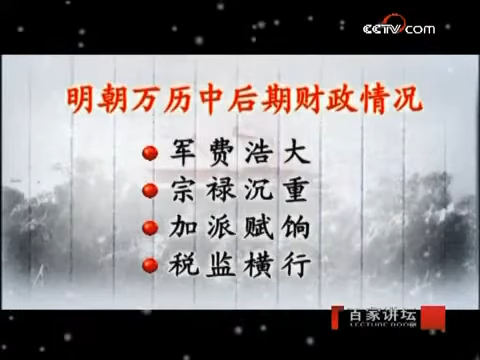 CCTV.com
明朝万历中后期财政情况
军费浩大
宗禄沉重
加派赋饷
税监横行
百家讲坛
LECTURE ROOM